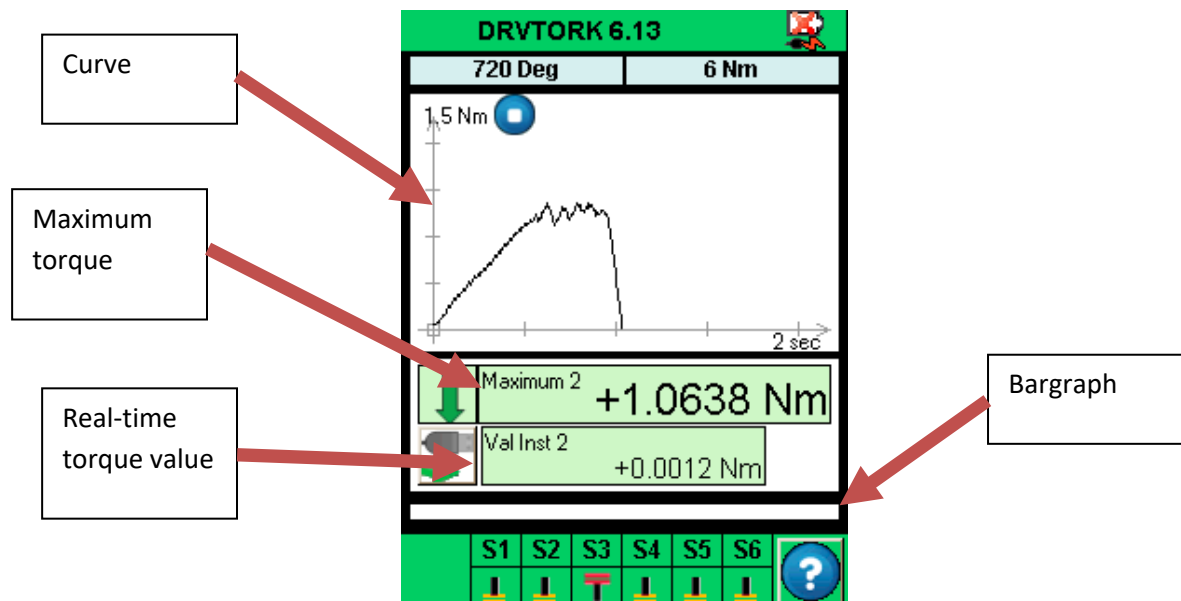 DRVTORK 6.13
720 Deg
6 Nm
Curve
1.5 Nm
Maximum
torque
2 sec
Maximum 2
+1.0638 Nm
Bargraph
Real-time
torque value
Val Inst 2
+0.0012 Nm
S1 S2 S3 S4 S5 S6
?